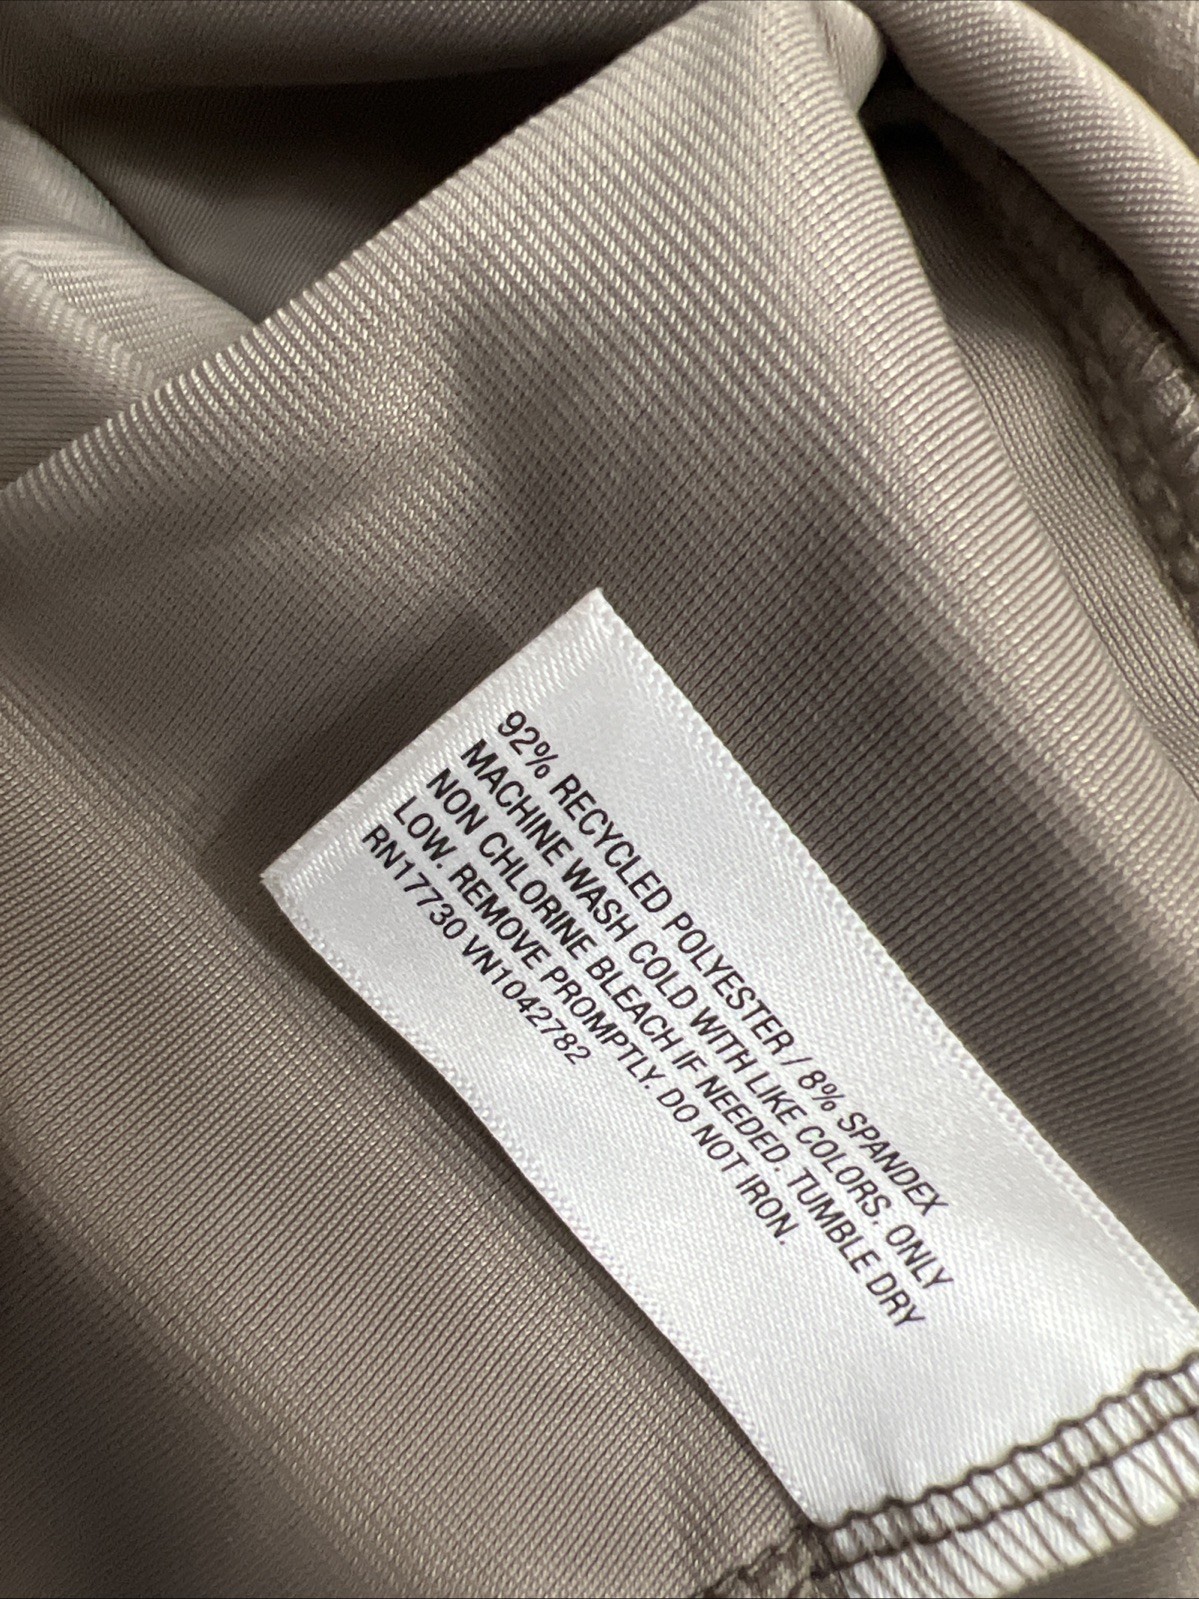 92% RECYCLED POLYESTER / 8% SPANDEX
MACHINE WASH COLD WITH LIKE COLORS. ONLY
NON CHLORINE BLEACH IF NEEDED. TUMBLE DRY
LOW. REMOVE PROMPTLY. DO NOT IRON.
RN17730 VN1042782